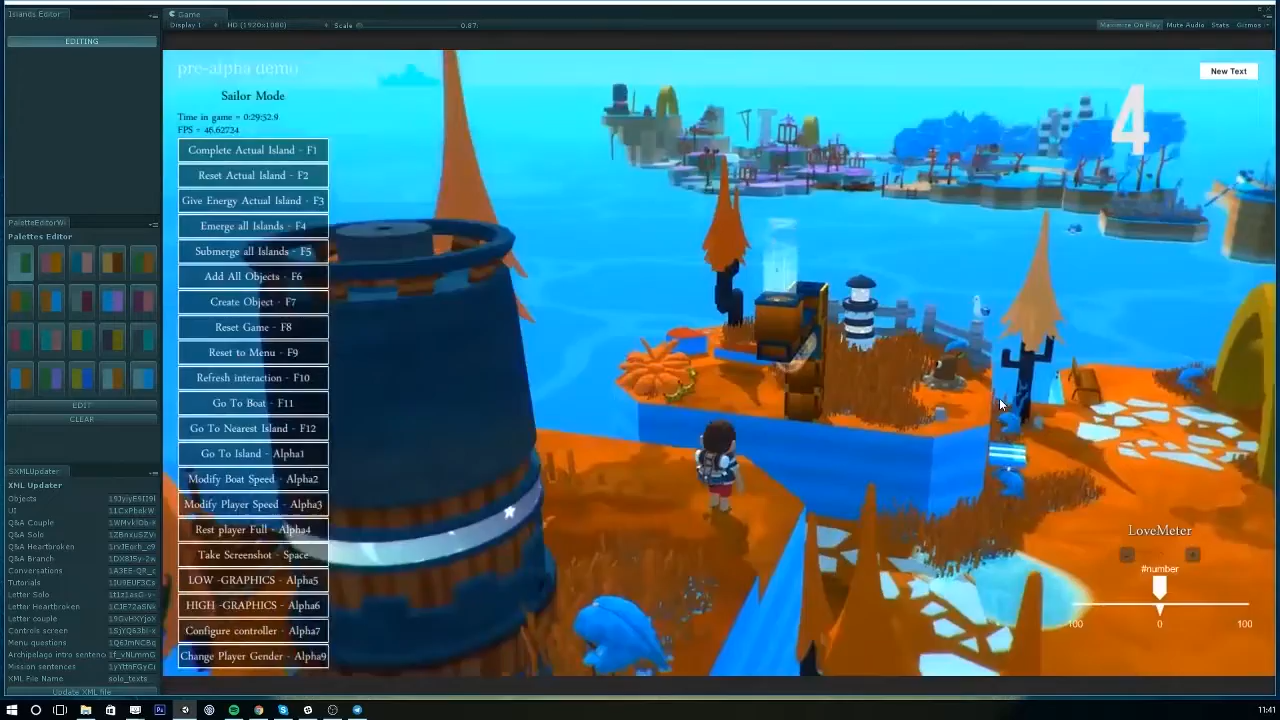 Islands Editor
Game
Display 1
HD (1920x1080)
Scale
0.87:
Maximize On Play
Mute Audio
Stats
Gizmos
EDITING
pre-alpha demo
New Text
Sailor Mode
4
Time in game = 0:29:52.9
FPS = 46.62724
Complete Actual Island - F1
Reset Actual Island - F2
Give Energy Actual Island - F3
Emerge all Islands - F4
Submerge all Islands - F5
Add All Objects - F6
Create Object - F7
Reset Game - F8
Reset to Menu - F9
Refresh interaction - F10
Go To Boat - F11
Go To Nearest Island - F12
Go To Island - Alpha1
Modify Boat Speed - Alpha2
Modify Player Speed - Alpha3
Rest player Full - Alpha4
Take Screenshot - Space
LOW -GRAPHICS - Alpha5
HIGH -GRAPHICS - Alpha6
Configure controller - Alpha7
Change Player Gender - Alpha9
PaletteEditorWi
Palettes Editor
EDIT
CLEAR
SXMLUpdater
XML Updater
Objects
UI
Q&A Couple
Q&A Solo
Q&A Heartbroken
Q&A Branch
Conversations
Tutorials
Letter Solo
Letter Heartbroken
Letter couple
Controls screen
Menu questions
Archipelago intro sentenc
Mission sentences
XML File Name solo_texts
Update XML file
LoveMeter
- +
#number
-100 0 100
11:41